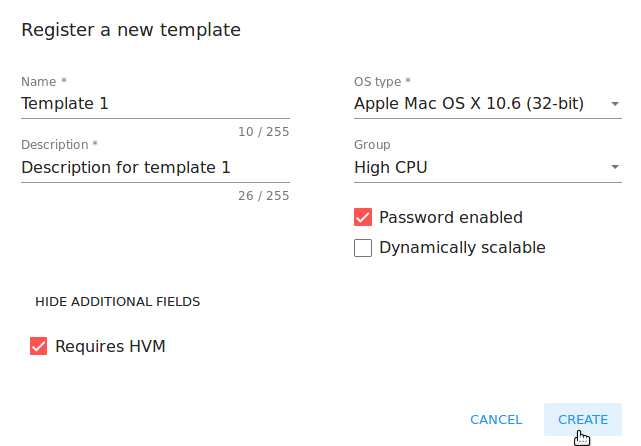 Register a new template
Name *
Template 1
10 / 255
Description *
Description for template 1
26 / 255
OS type *
Apple Mac OS X 10.6 (32-bit)
Group
High CPU
Password enabled
Dynamically scalable
HIDE ADDITIONAL FIELDS
Requires HVM
CANCEL
CREATE